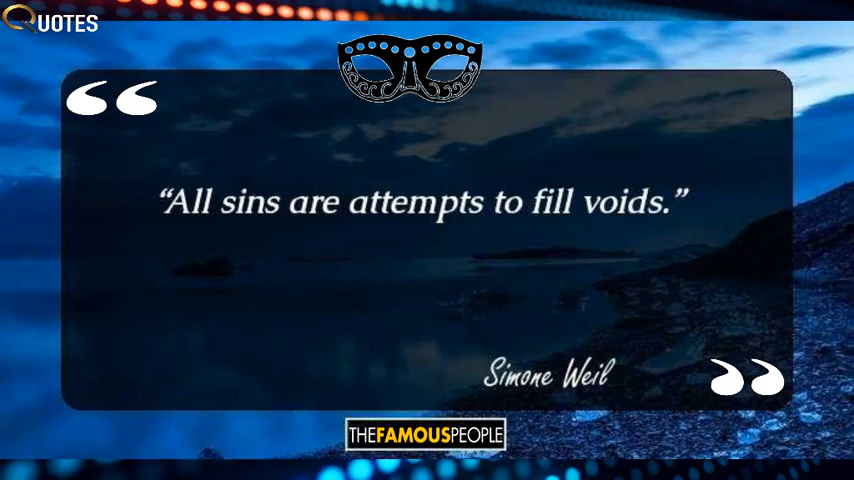 QUOTES
“All sins are attempts to fill voids.”
Simone Weil
THEFAMOUSPEOPLE